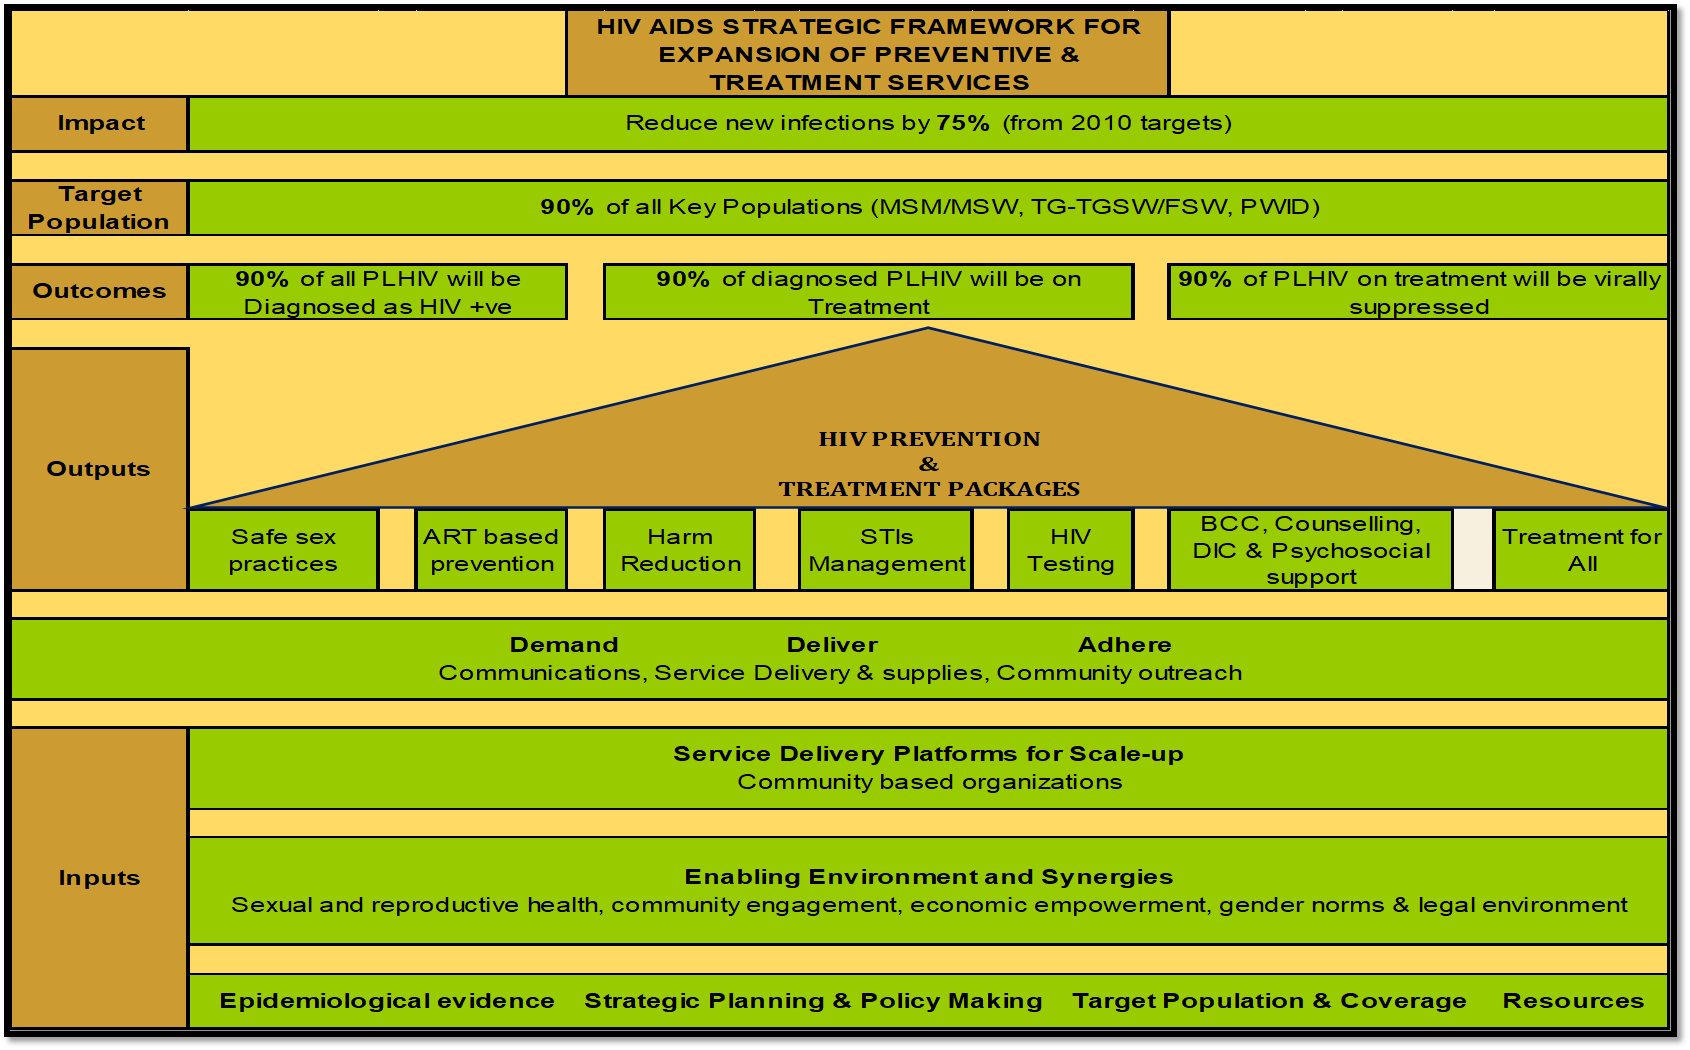 HIV AIDS STRATEGIC FRAMEWORK FOR
EXPANSION OF PREVENTIVE &
TREATMENT SERVICES
Impact
Reduce new infections by 75% (from 2010 targets)
Target
Population
90% of all Key Populations (MSM/MSW, TG-TGSW/FSW, PWID)
Outcomes
90% of all PLHIV will be
Diagnosed as HIV +ve
90% of diagnosed PLHIV will be on
Treatment
90% of PLHIV on treatment will be virally
suppressed
Outputs
HIV PREVENTION
&
TREATMENT PACKAGES
Safe sex
practices
ART based
prevention
Harm
Reduction
STIs
Management
HIV
Testing
BCC, Counselling,
DIC & Psychosocial
support
Treatment for
All
Demand Deliver Adhere
Communications, Service Delivery & supplies, Community outreach
Inputs
Service Delivery Platforms for Scale-up
Community based organizations
Enabling Environment and Synergies
Sexual and reproductive health, community engagement, economic empowerment, gender norms & legal environment
Epidemiological evidence Strategic Planning & Policy Making Target Population & Coverage Resources